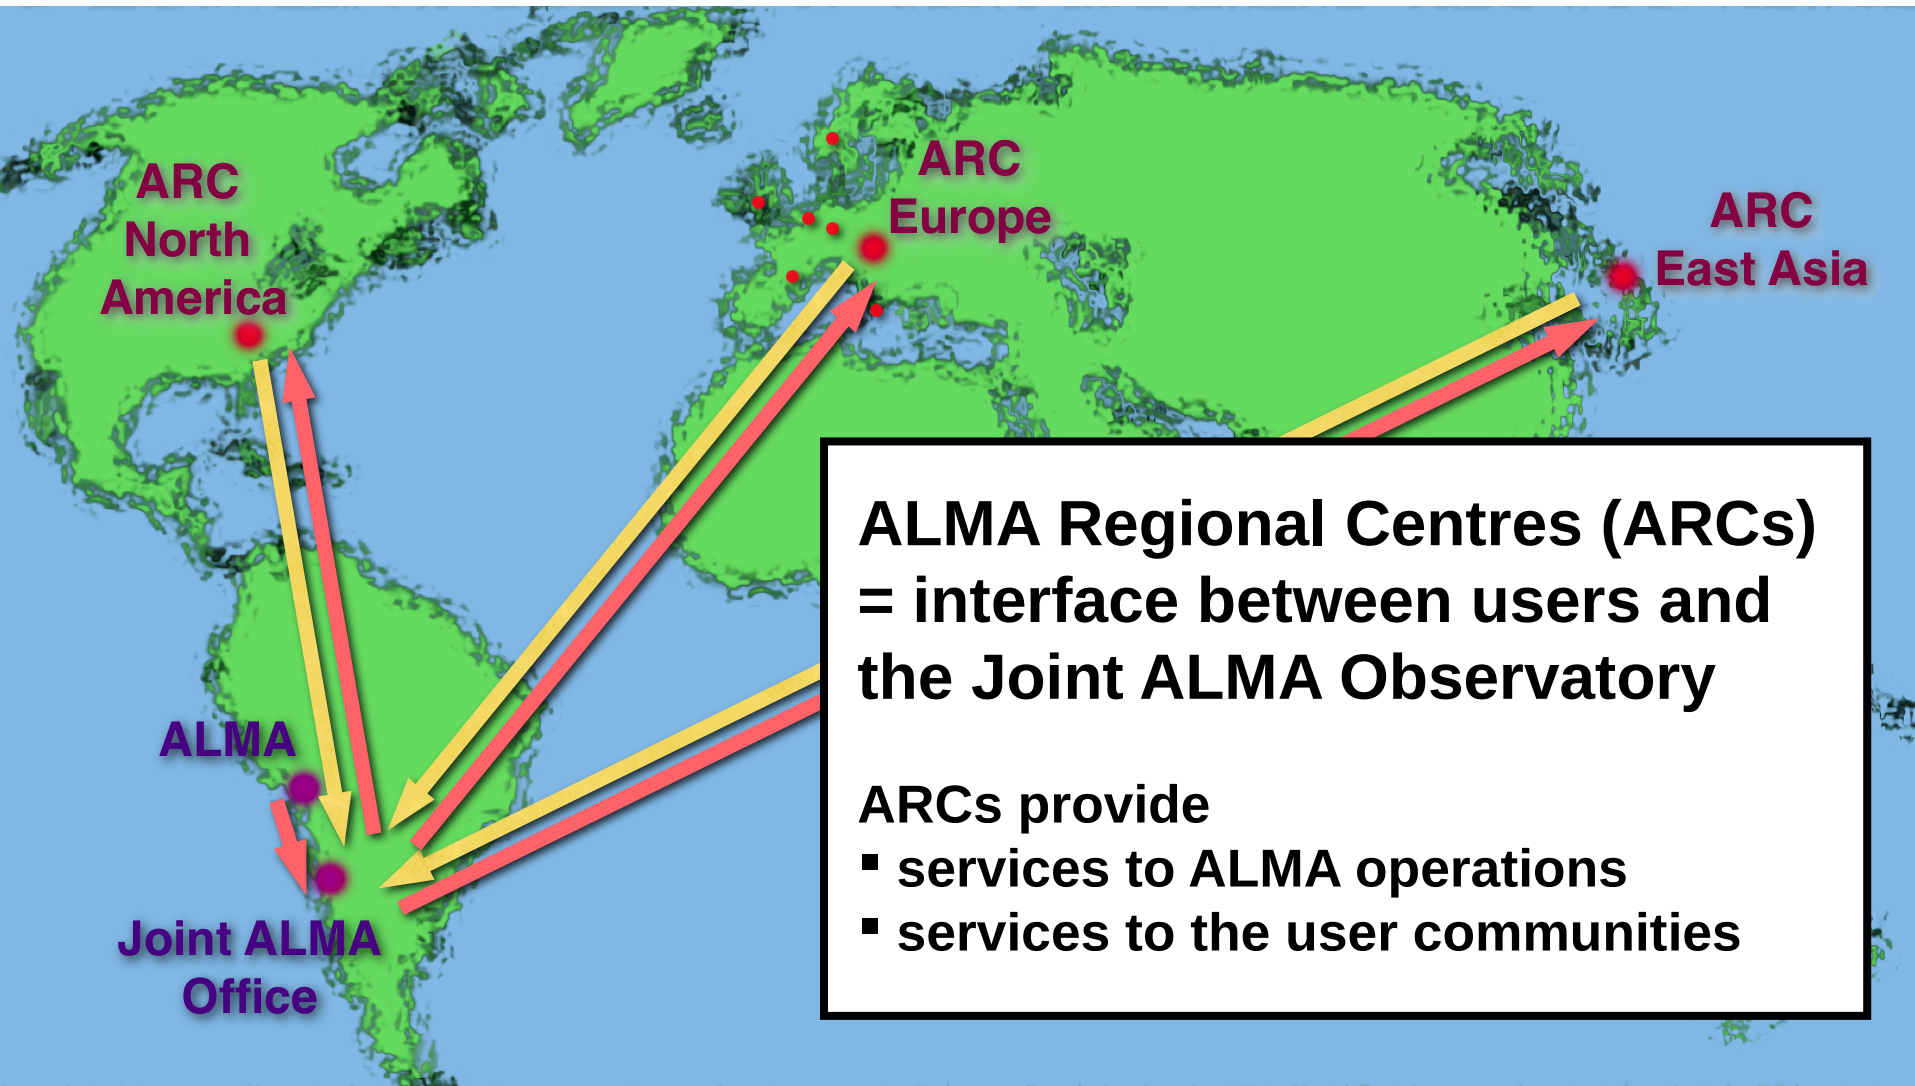 ARC
North
America
ARC
Europe
ARC
East Asia
ALMA
Joint ALMA
Office
ALMA Regional Centres (ARCs)
= interface between users and
the Joint ALMA Observatory
ARCs provide
▪ services to ALMA operations
▪ services to the user communities